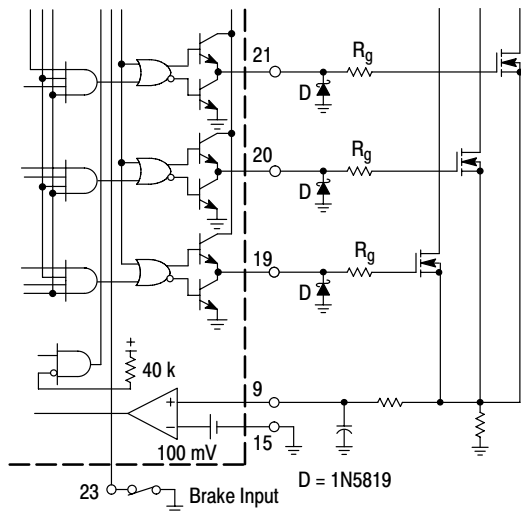 21
Rg
D
20
Rg
D
19
Rg
D
+
40 k
9
+
−
100 mV
15
D = 1N5819
23
Brake Input